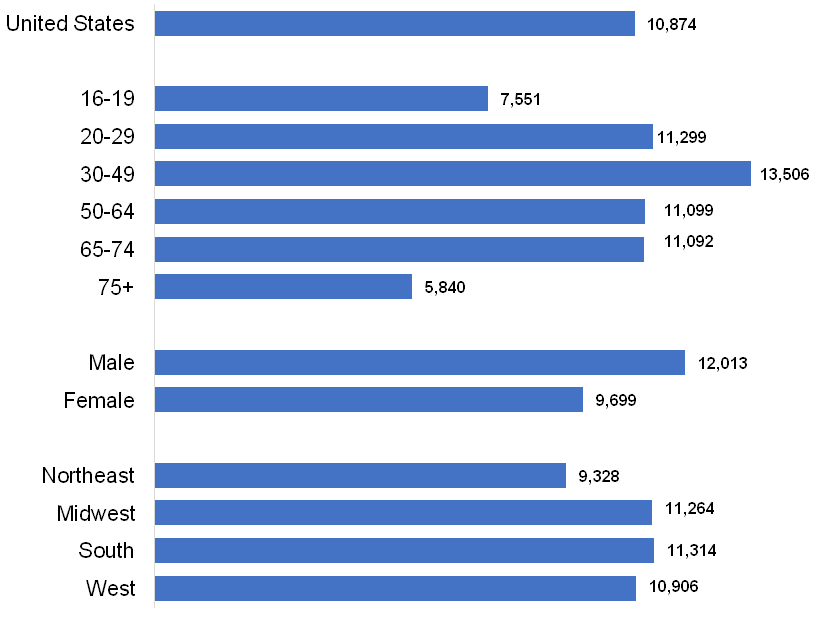 United States 10,874
16-19 7,551
20-29 11,299
30-49 13,506
50-64 11,099
65-74 11,092
75+ 5,840
Male 12,013
Female 9,699
Northeast 9,328
Midwest 11,264
South 11,314
West 10,906